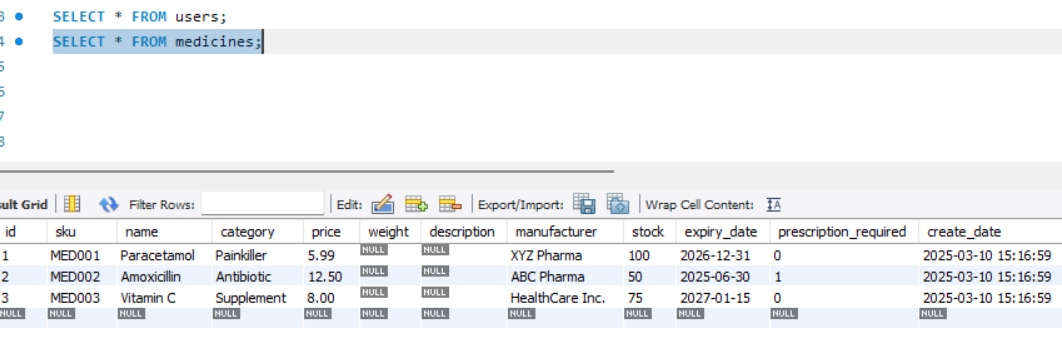 3 SELECT * FROM users;
4 SELECT * FROM medicines;
5
6
7
8
sult Grid Filter Rows: Edit: Export/Import: Wrap Cell Content: IA
id sku name category price weight description manufacturer stock expiry_date prescription_required create_date
1 MED001 Paracetamol Painkiller 5.99 NULL NULL XYZ Pharma 100 2026-12-31 0 2025-03-10 15:16:59
2 MED002 Amoxicillin Antibiotic 12.50 NULL NULL ABC Pharma 50 2025-06-30 1 2025-03-10 15:16:59
3 MED003 Vitamin C Supplement 8.00 NULL NULL HealthCare Inc. 75 2027-01-15 0 2025-03-10 15:16:59
NULL NULL NULL NULL NULL NULL NULL NULL NULL NULL NULL NULL